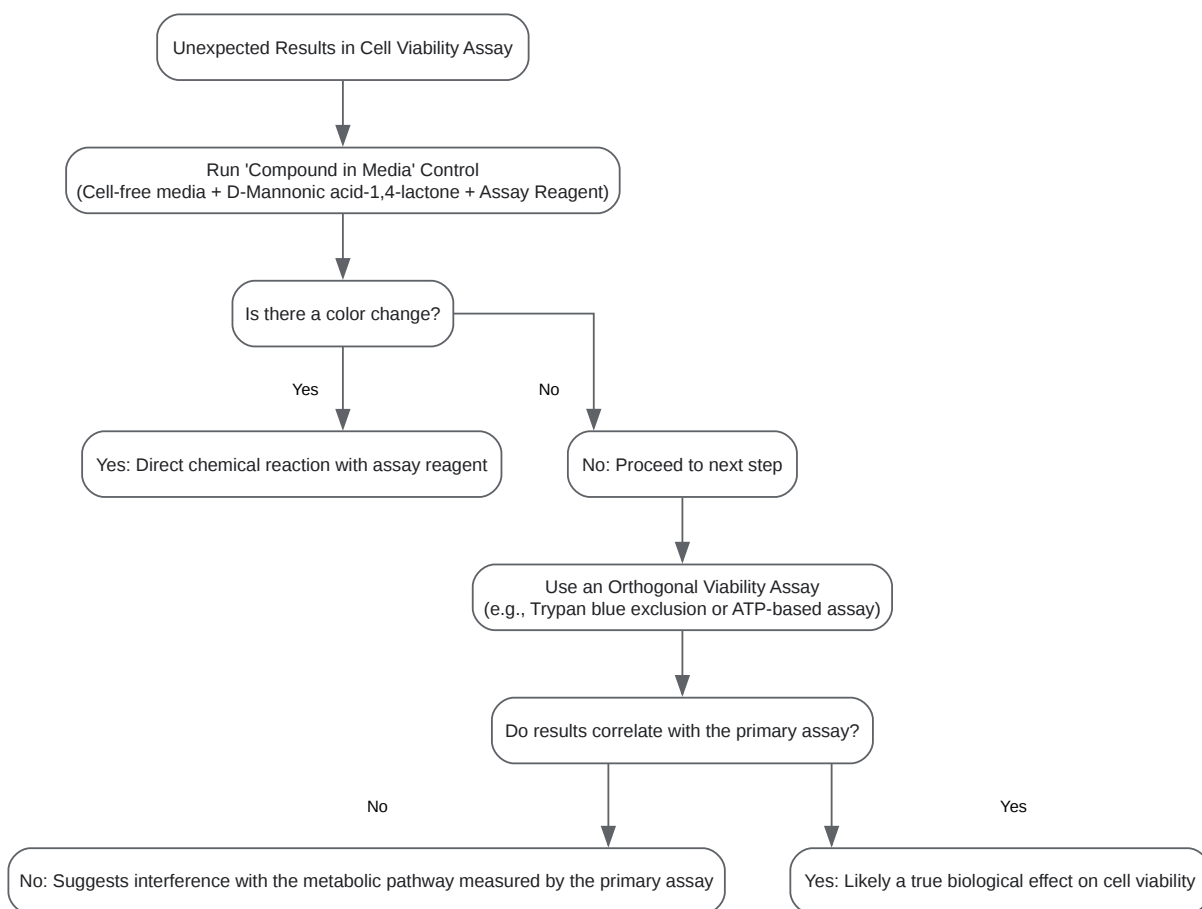 Unexpected Results in Cell Viability Assay
Run 'Compound in Media' Control
(Cell-free media + D-Mannonic acid-1,4-lactone + Assay Reagent)
Is there a color change?
Yes
No
Yes: Direct chemical reaction with assay reagent
No: Proceed to next step
Use an Orthogonal Viability Assay
(e.g., Trypan blue exclusion or ATP-based assay)
Do results correlate with the primary assay?
No
Yes
No: Suggests interference with the metabolic pathway measured by the primary assay
Yes: Likely a true biological effect on cell viability